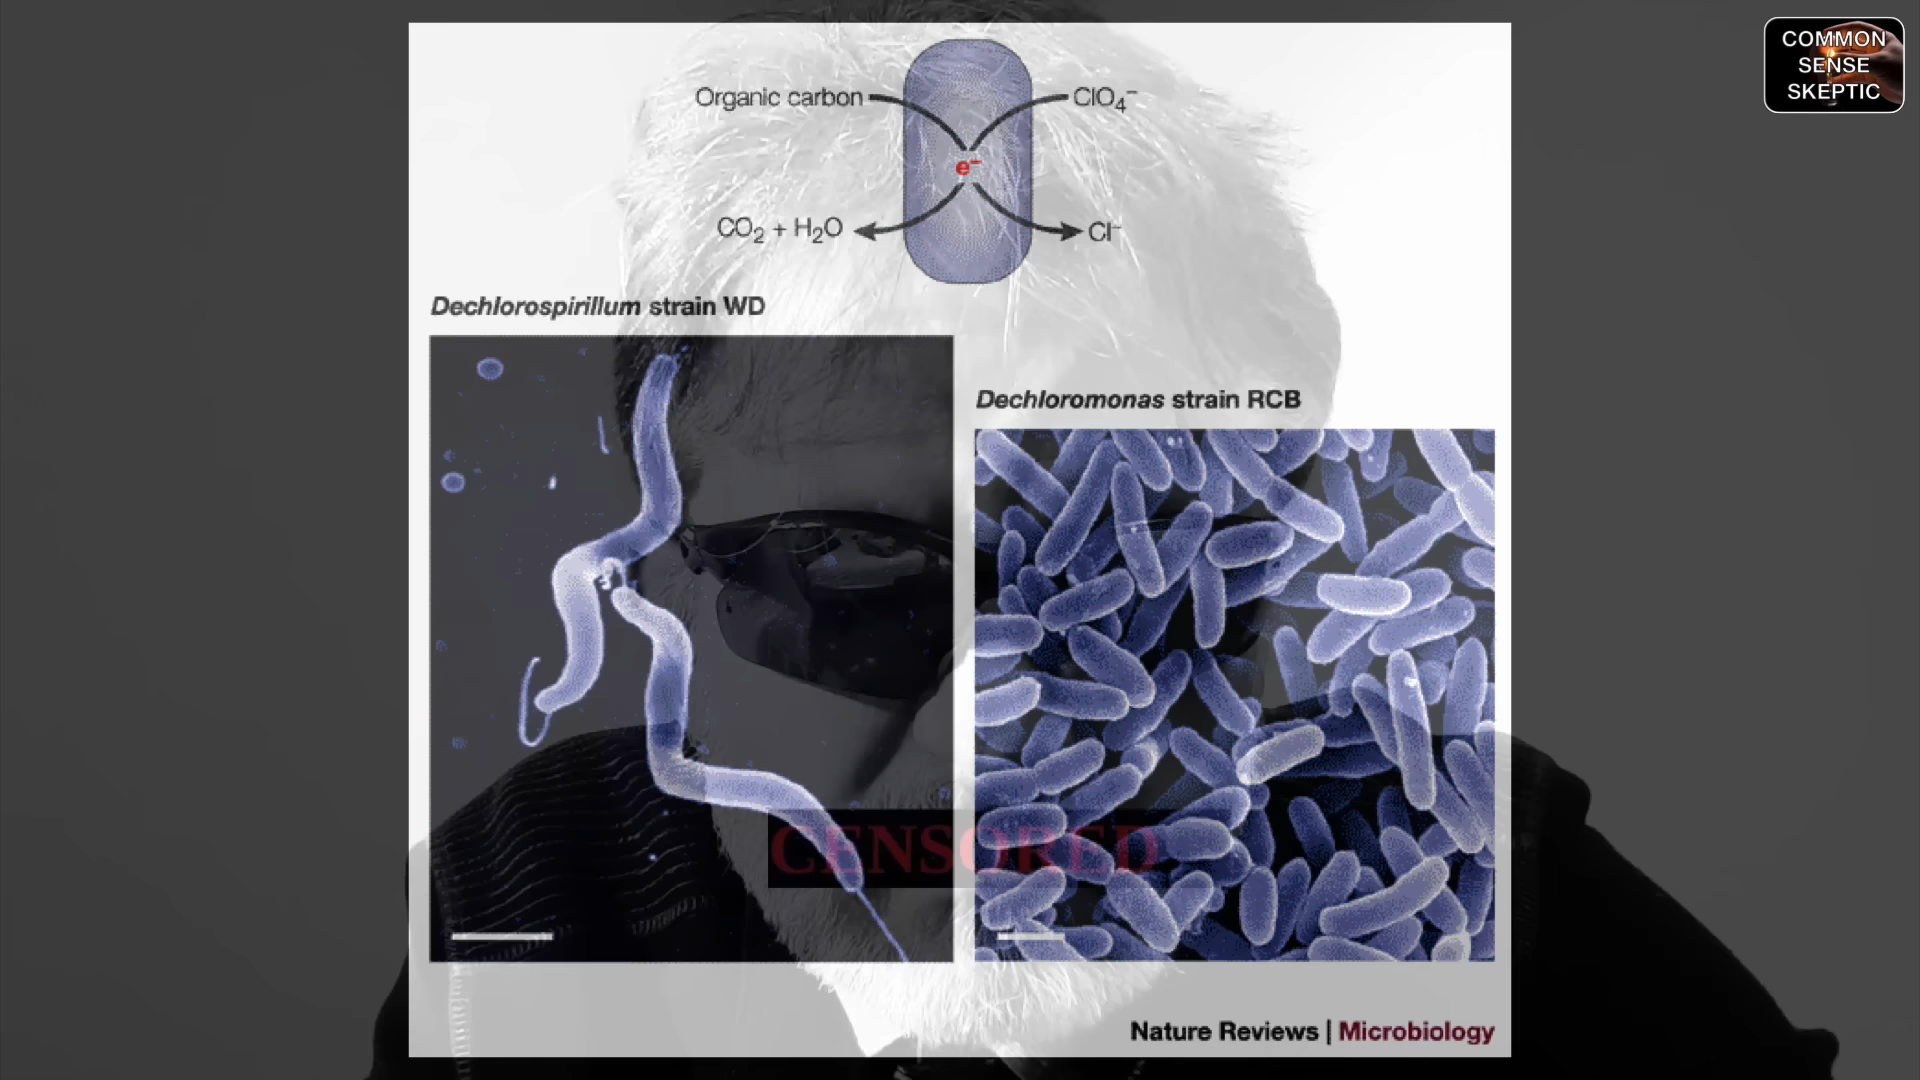 COMMON
SENSE
SKEPTIC
Organic carbon
ClO₄⁻
e⁻
CO₂ + H₂O
Cl⁻
Dechlorospirillum strain WD
Dechloromonas strain RCB
CENSORED
Nature Reviews | Microbiology